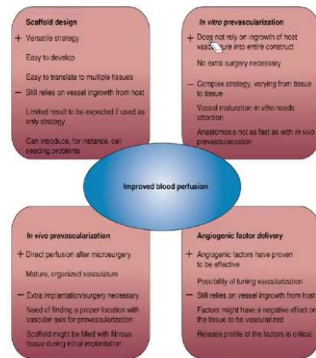 Scaffold design
+ Versatile strategy
Easy to develop
Easy to translate to multiple tissues
− Still relies on vessel ingrowth from host
Limited result to be expected if used as
only strategy
Can introduce, for instance, cell
seeding problems
In vitro prevascularization
+ Does not rely on ingrowth of host
vasculature into entire construct
No extra surgery necessary
− Complex strategy, varying from tissue
to tissue
Vessel maturation in vitro needs
attention
Anastomosis not as fast as with in vivo
prevascularization
Improved blood perfusion
In vivo prevascularization
+ Direct perfusion after microsurgery
Mature, organized vasculature
− Extra implantation/surgery necessary
Need of finding a proper location with
vascular axis for prevascularization
Scaffold might be filled with fibrous
tissue during initial implantation
Angiogenic factor delivery
+ Angiogenic factors have proven
to be effective
Possibility of tuning vascularization
− Still relies on vessel ingrowth from host
Factors might have a negative effect on
the tissue to be vascularized
Release profile of the factors is critical